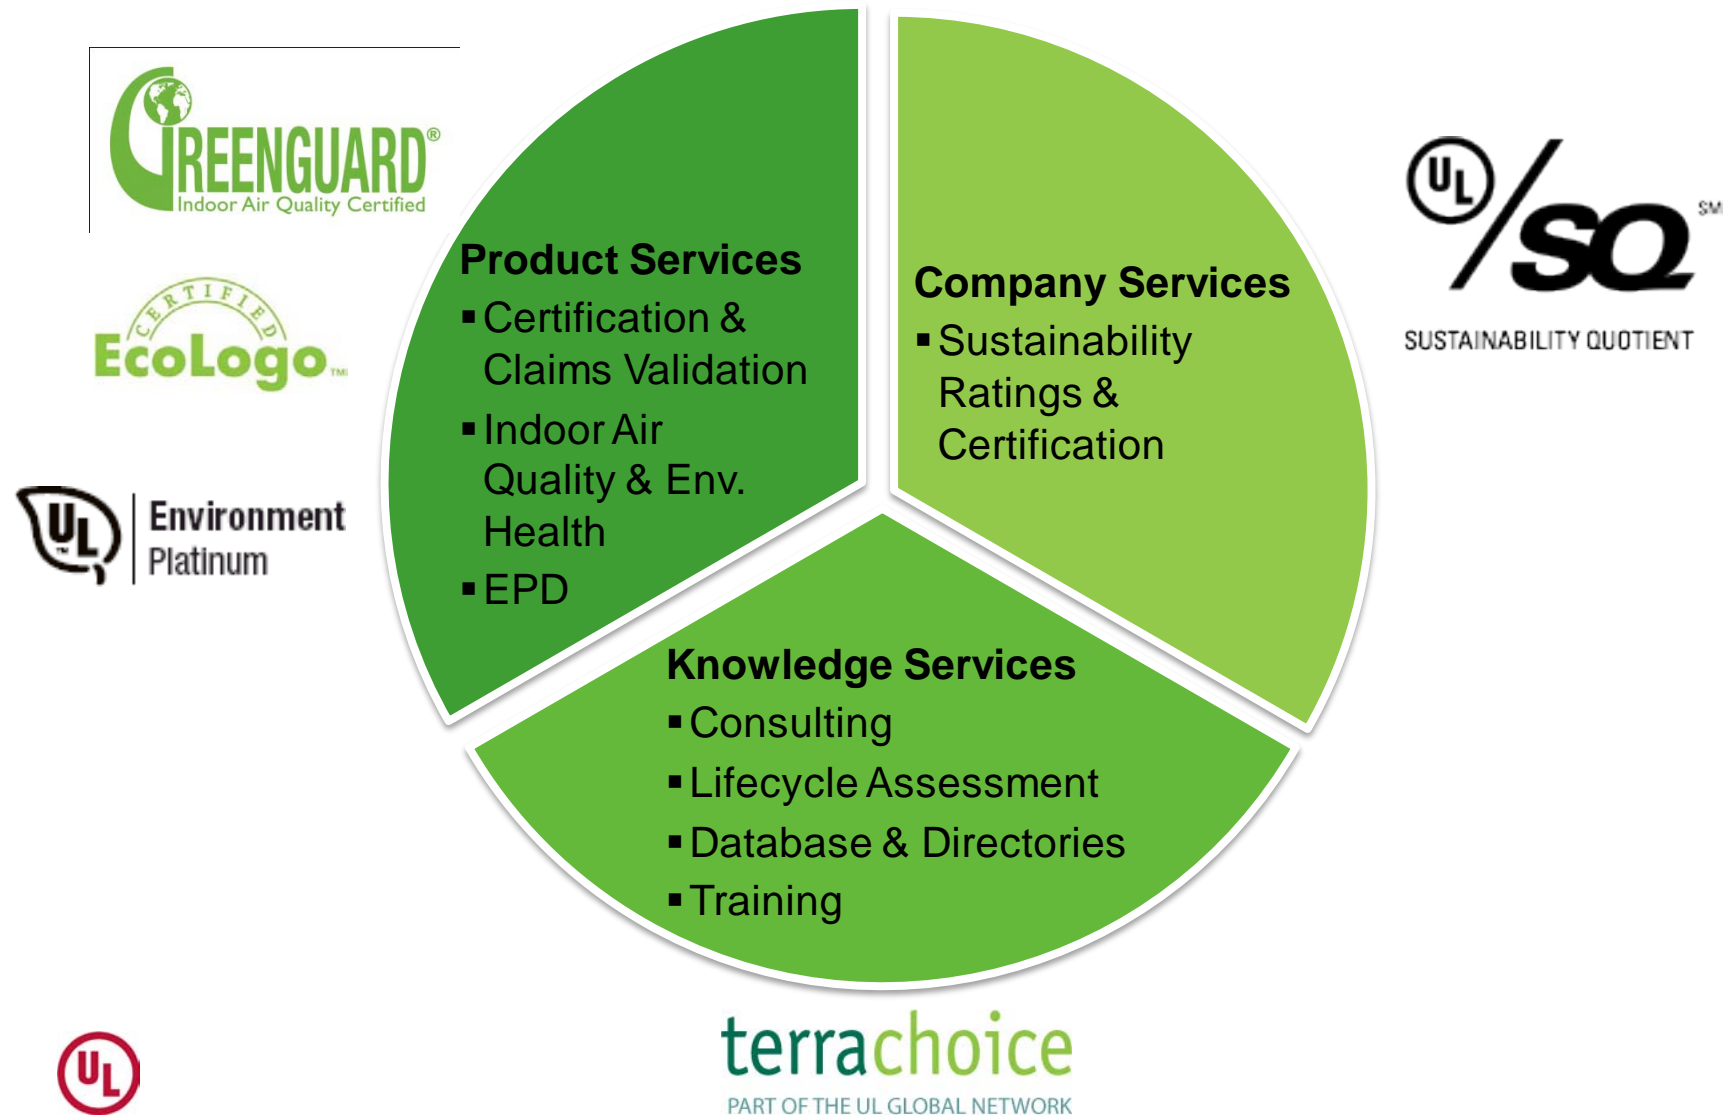 GREENGUARD®
Indoor Air Quality Certified
CERTIFIED
EcoLogo™
UL
™
Environment
Platinum
Product Services
▪ Certification &
Claims Validation
▪ Indoor Air
Quality & Env.
Health
▪ EPD
Company Services
▪ Sustainability
Ratings &
Certification
UL
SQ SM
SUSTAINABILITY QUOTIENT
Knowledge Services
▪ Consulting
▪ Lifecycle Assessment
▪ Database & Directories
▪ Training
UL
terrachoice
PART OF THE UL GLOBAL NETWORK